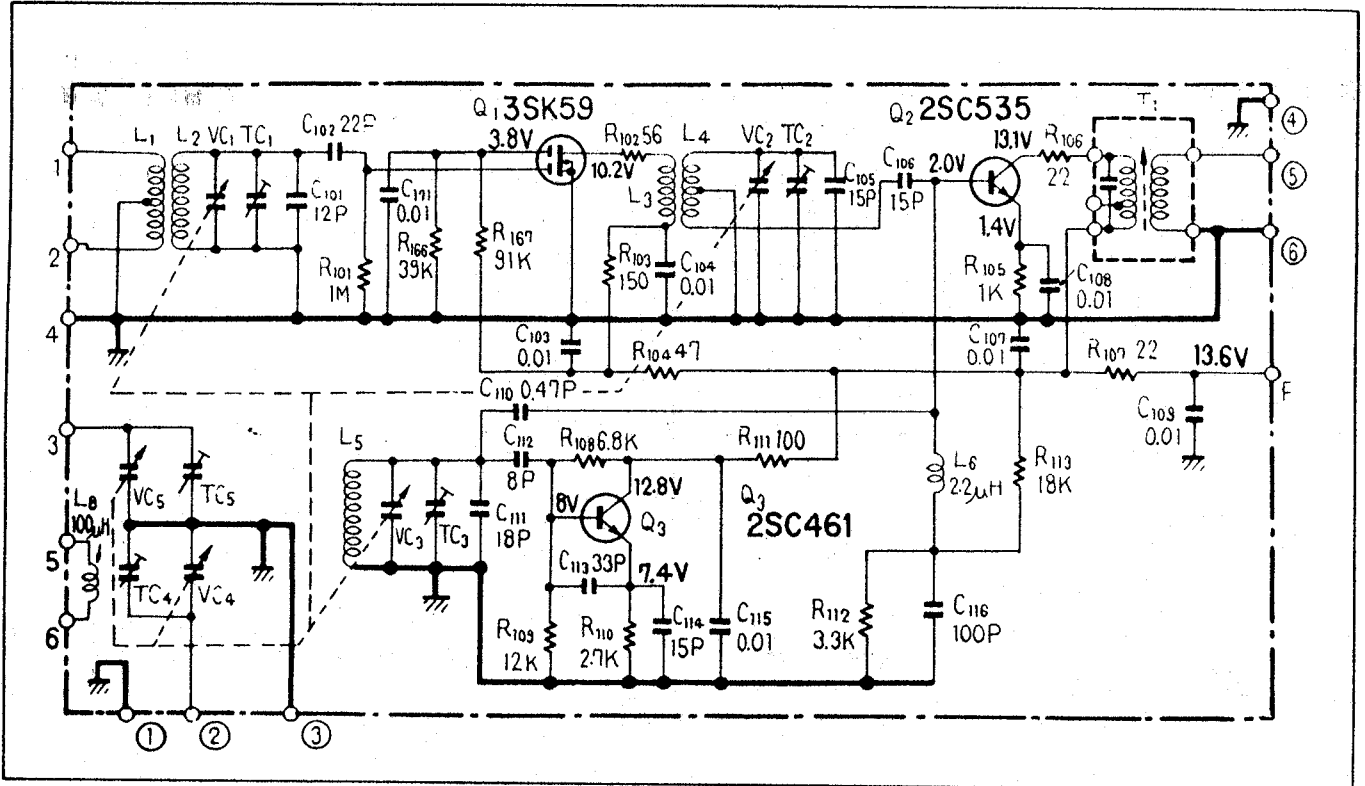 Q1 3SK59
Q2 2SC535
T1
4
L1
L2
VC1
TC1
C102 22P
3.8V
R102 56
L4
VC2
TC2
13.1V
R106
22
1
10.2V
C106
15P
2.0V
5
C101
12P
C171
0.01
L3
C105
15P
1.4V
2
R166
39K
R167
91K
R103
150
C104
0.01
R105
1K
C108
0.01
6
R101
1M
4
C103
0.01
R104 47
C107
0.01
R107 22
13.6V
F
C110 0.47P
C109
0.01
3
L5
C112
8P
R108 6.8K
R111 100
VC5
TC5
12.8V
8V
Q3
Q3
2SC461
L6
2.2μH
R113
18K
L8
100μH
VC3
TC3
C111
18P
5
C113 33P
7.4V
TC4
VC4
6
R109
12K
R110
2.7K
C114
15P
C115
0.01
R112
3.3K
C116
100P
1
2
3